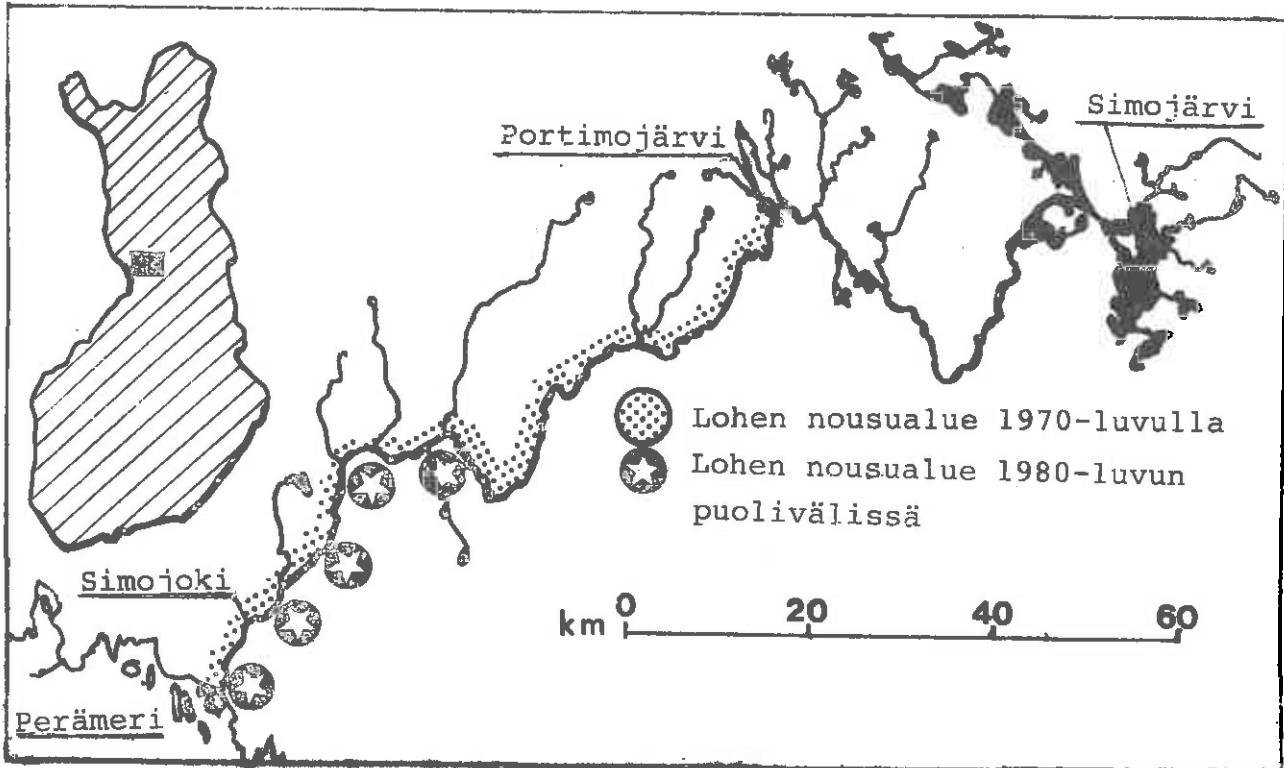 Simojärvi
Portimojärvi
Lohen nousualue 1970-luvulla
Lohen nousualue 1980-luvun
puolivälissä
Simojoki
km 0 20 40 60
Perämeri